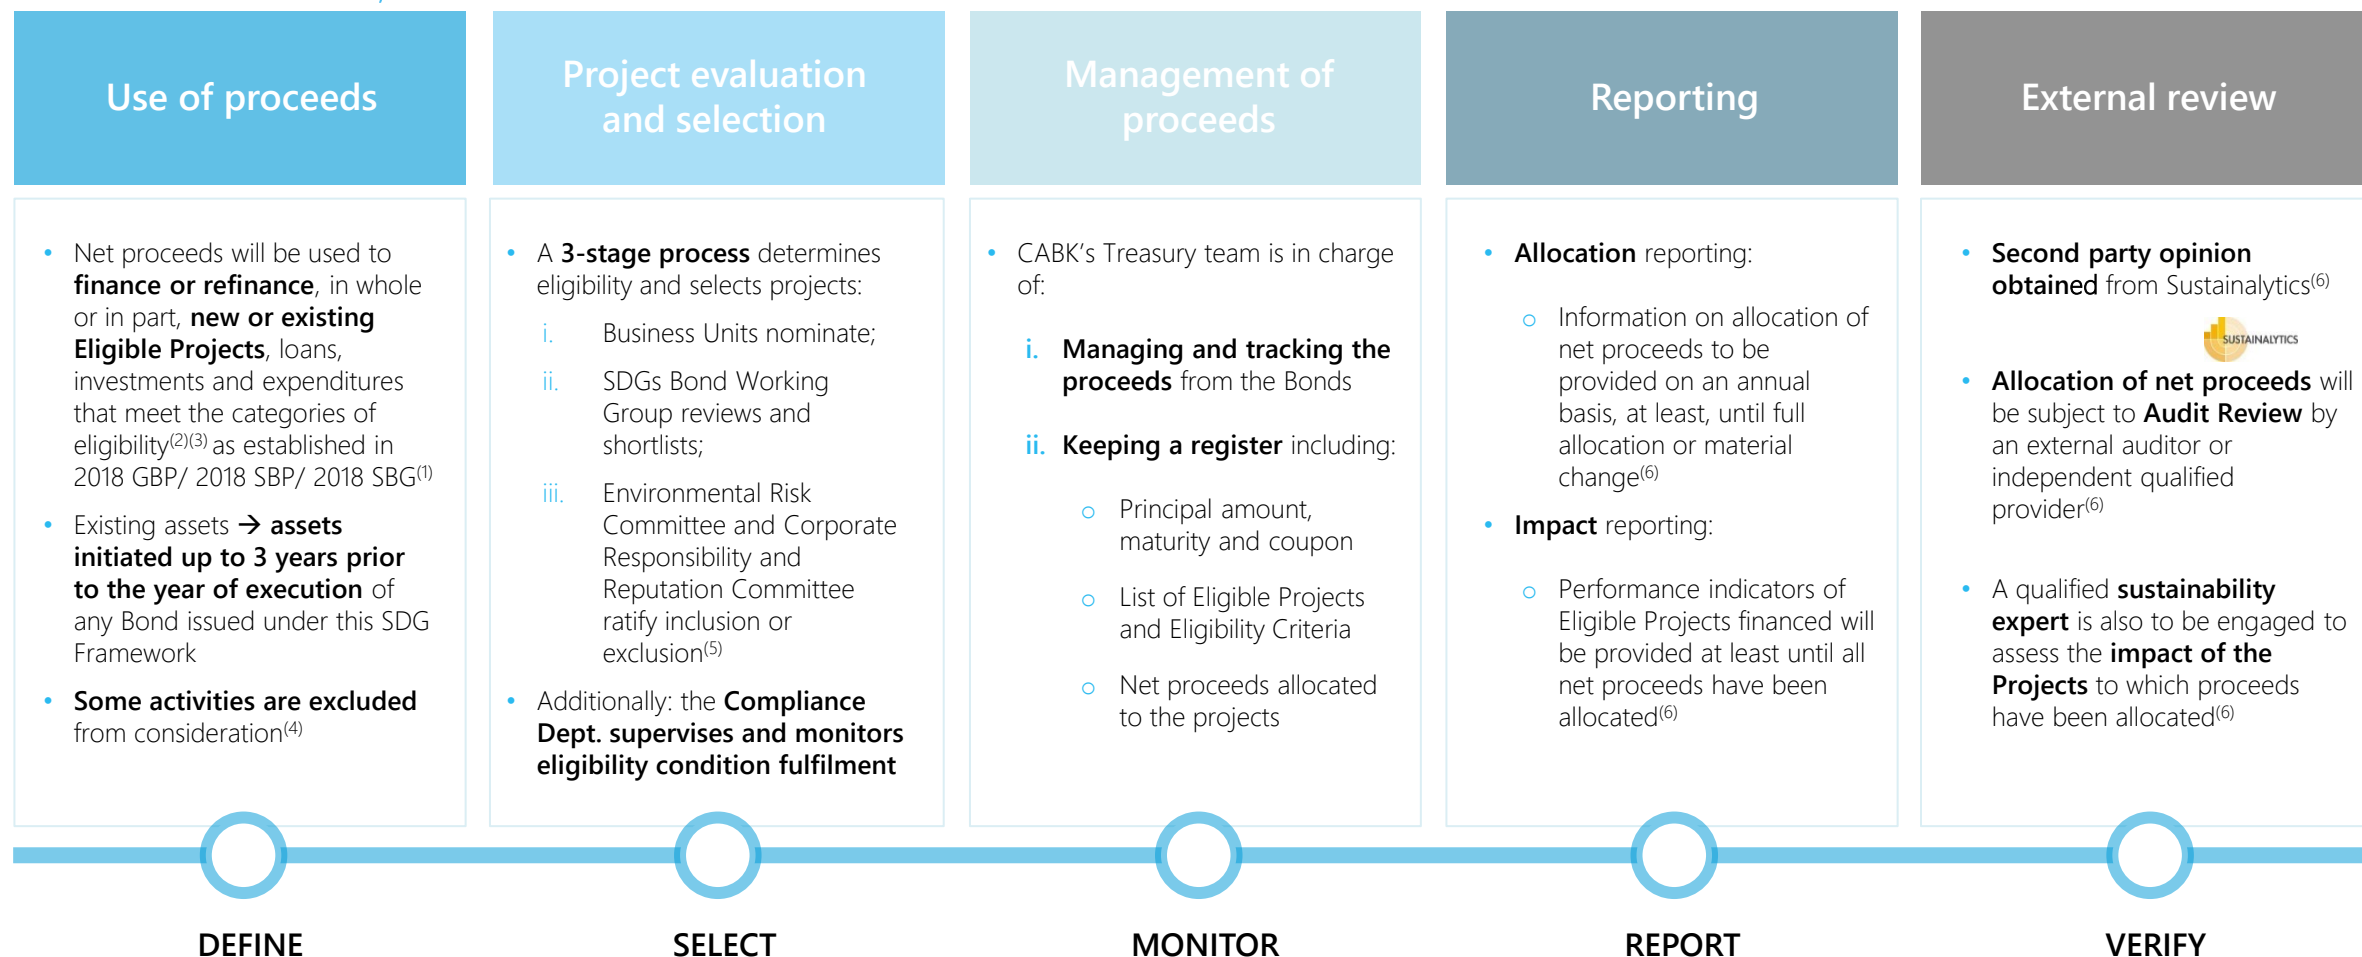 Use of proceeds
Project evaluation
and selection
Management of
proceeds
Reporting
External review
• Net proceeds will be used to
finance or refinance, in whole
or in part, new or existing
Eligible Projects, loans,
investments and expenditures
that meet the categories of
eligibility(2)(3) as established in
2018 GBP/ 2018 SBP/ 2018 SBG(1)
• Existing assets → assets
initiated up to 3 years prior
to the year of execution of
any Bond issued under this SDG
Framework
• Some activities are excluded
from consideration(4)
• A 3-stage process determines
eligibility and selects projects:
i. Business Units nominate;
ii. SDGs Bond Working
Group reviews and
shortlists;
iii. Environmental Risk
Committee and Corporate
Responsibility and
Reputation Committee
ratify inclusion or
exclusion(5)
• Additionally: the Compliance
Dept. supervises and monitors
eligibility condition fulfilment
• CABK's Treasury team is in charge
of:
i. Managing and tracking the
proceeds from the Bonds
ii. Keeping a register including:
o Principal amount,
maturity and coupon
o List of Eligible Projects
and Eligibility Criteria
o Net proceeds allocated
to the projects
• Allocation reporting:
o Information on allocation of
net proceeds to be
provided on an annual
basis, at least, until full
allocation or material
change(6)
• Impact reporting:
o Performance indicators of
Eligible Projects financed will
be provided at least until all
net proceeds have been
allocated(6)
• Second party opinion
obtained from Sustainalytics(6)
SUSTAINALYTICS
• Allocation of net proceeds will
be subject to Audit Review by
an external auditor or
independent qualified
provider(6)
• A qualified sustainability
expert is also to be engaged to
assess the impact of the
Projects to which proceeds
have been allocated(6)
DEFINE
SELECT
MONITOR
REPORT
VERIFY